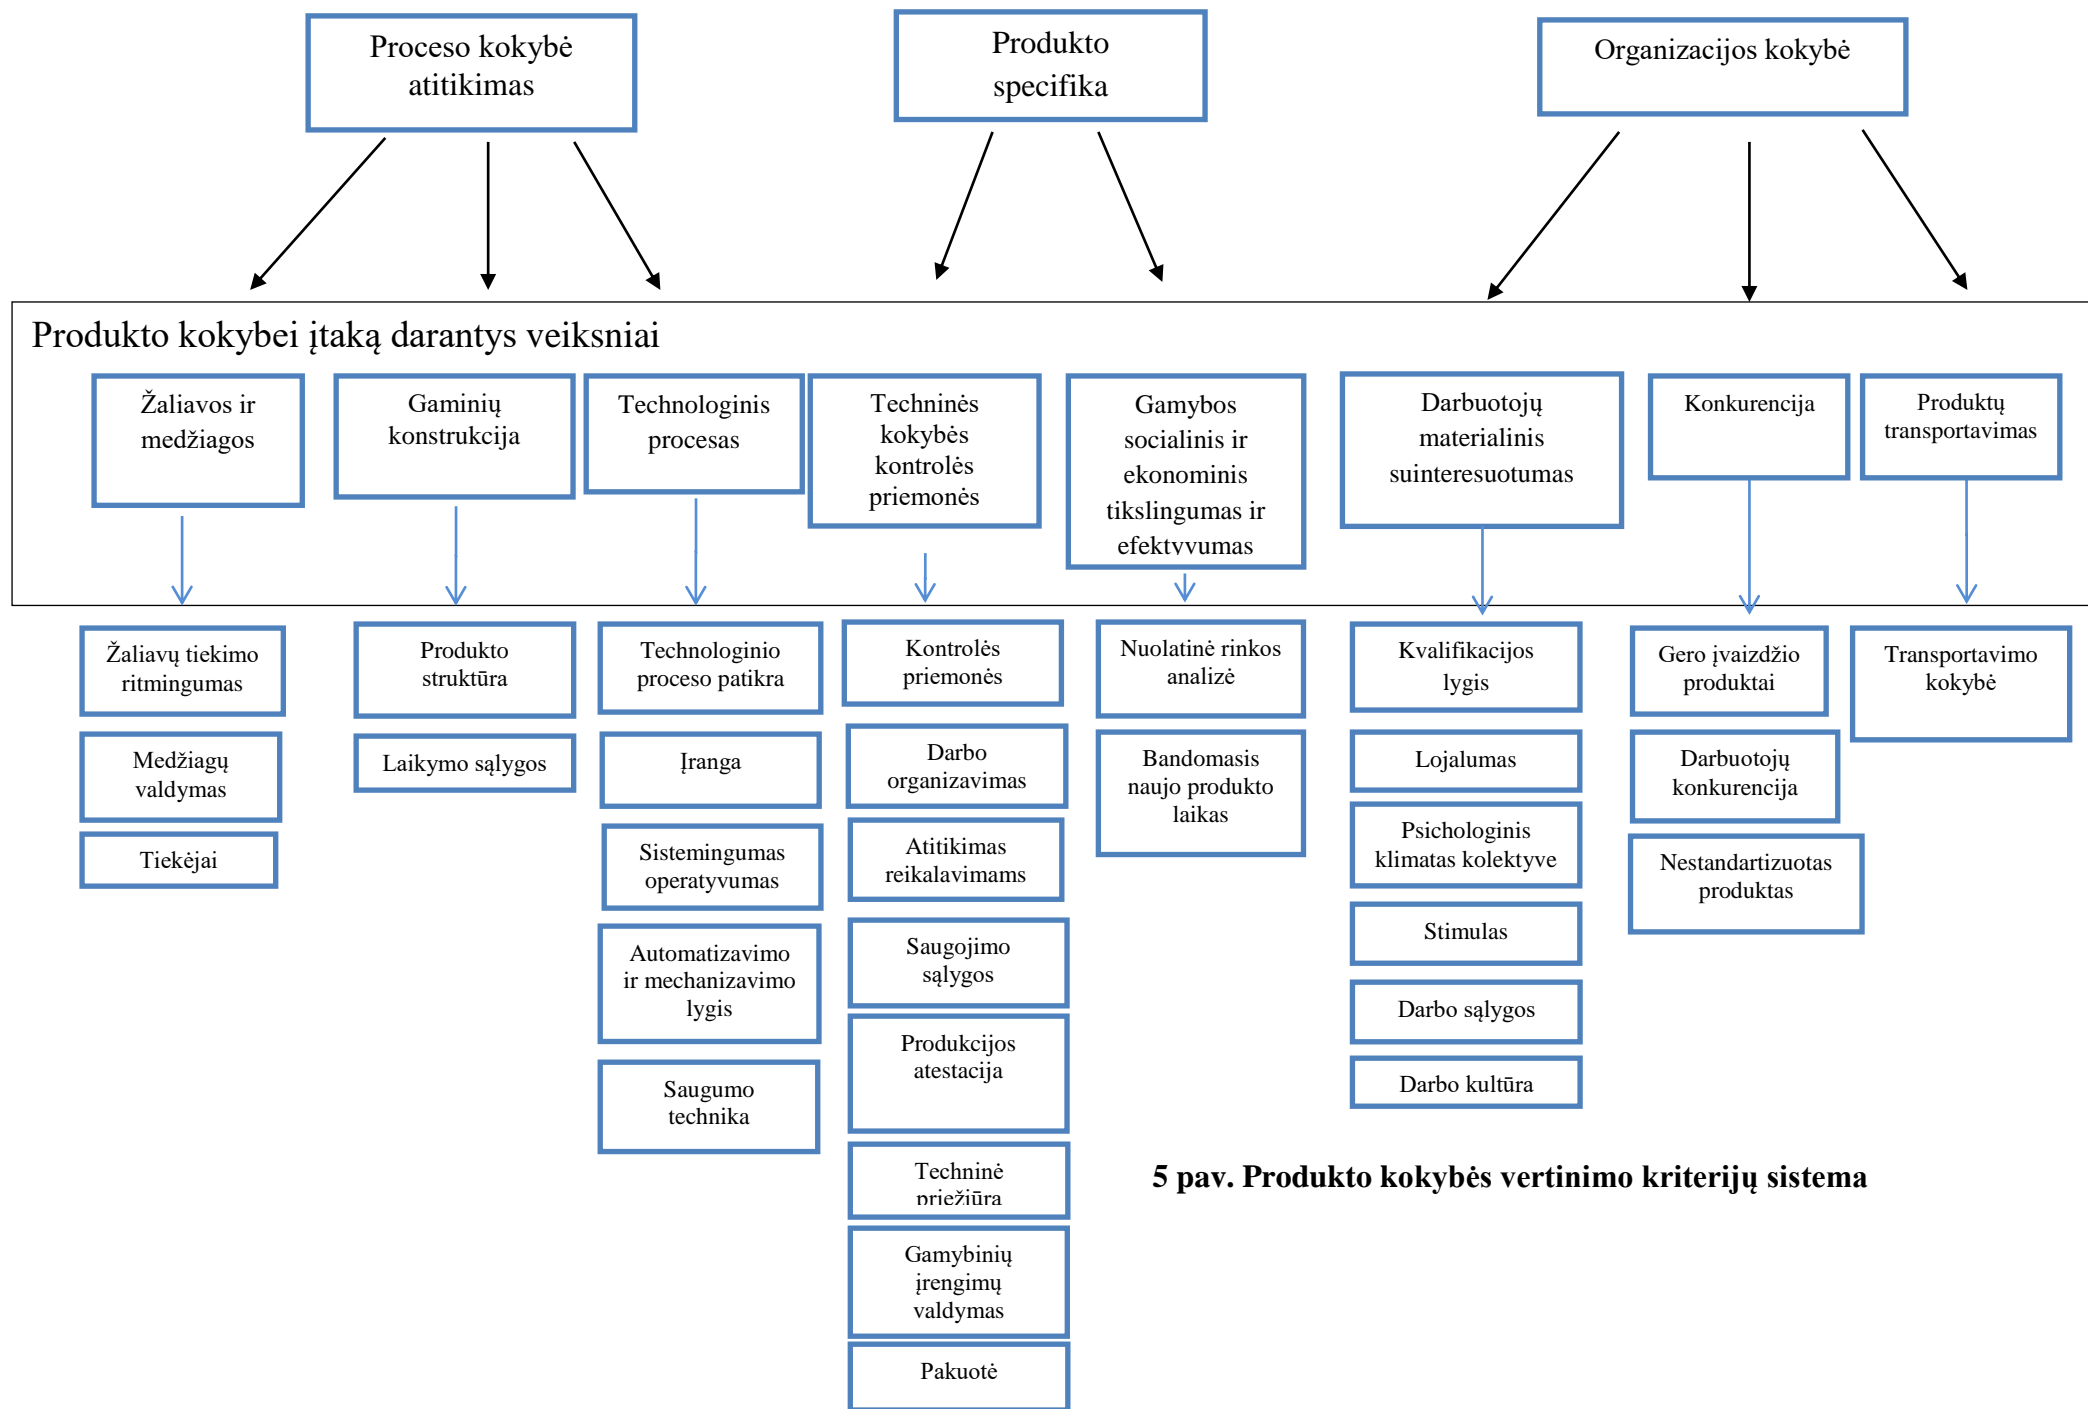 Proceso kokybė
atitikimas
Produkto
specifika
Organizacijos kokybė
Produkto kokybei įtaką darantys veiksniai
Žaliavos ir
medžiagos
Gaminių
konstrukcija
Technologinis
procesas
Techninės
kokybės
kontrolės
priemonės
Gamybos
socialinis ir
ekonominis
tikslingumas ir
efektyvumas
Darbuotojų
materialinis
suinteresuotumas
Konkurencija
Produktų
transportavimas
Žaliavų tiekimo
ritmingumas
Medžiagų
valdymas
Tiekėjai
Produkto
struktūra
Laikymo sąlygos
Technologinio
proceso patikra
Įranga
Sistemingumas
operatyvumas
Automatizavimo
ir mechanizavimo
lygis
Saugumo
technika
Kontrolės
priemonės
Darbo
organizavimas
Atitikimas
reikalavimams
Saugojimo
sąlygos
Produkcijos
atestacija
Techninė
priežiūra
Gamybinių
įrengimų
valdymas
Pakuotė
Nuolatinė rinkos
analizė
Bandomasis
naujo produkto
laikas
Kvalifikacijos
lygis
Lojalumas
Psichologinis
klimatas kolektyve
Stimulas
Darbo sąlygos
Darbo kultūra
Gero įvaizdžio
produktai
Darbuotojų
konkurencija
Nestandartizuotas
produktas
Transportavimo
kokybė
5 pav. Produkto kokybės vertinimo kriterijų sistema